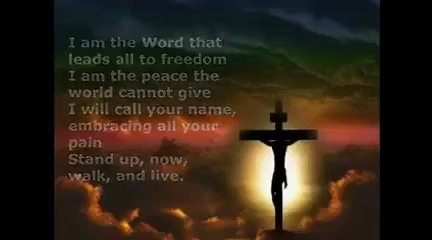 I am the Word that
leads all to freedom
I am the peace the
world cannot give
I will call your name,
embracing all your
pain
Stand up, now,
walk, and live.